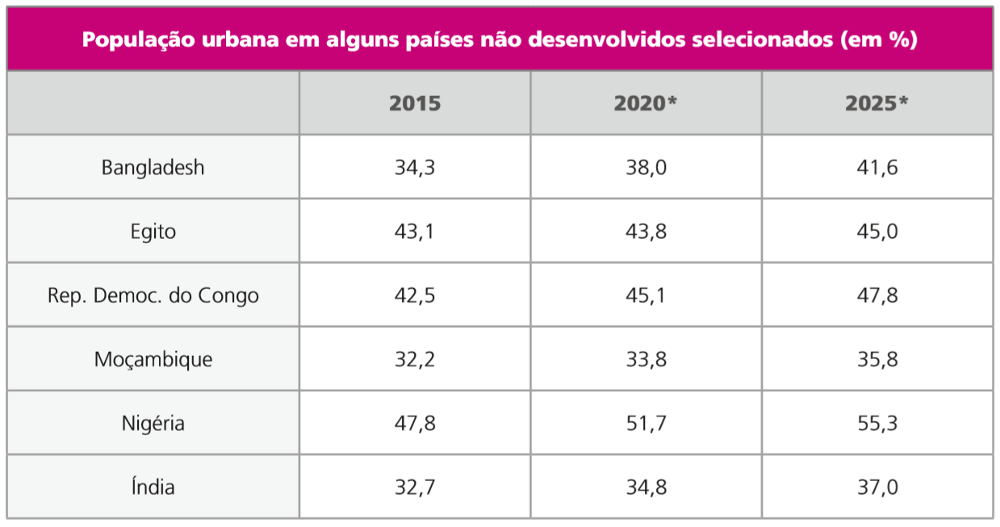 População urbana em alguns países não desenvolvidos selecionados (em %)
2015 2020* 2025*
Bangladesh 34,3 38,0 41,6
Egito 43,1 43,8 45,0
Rep. Democ. do Congo 42,5 45,1 47,8
Moçambique 32,2 33,8 35,8
Nigéria 47,8 51,7 55,3
Índia 32,7 34,8 37,0